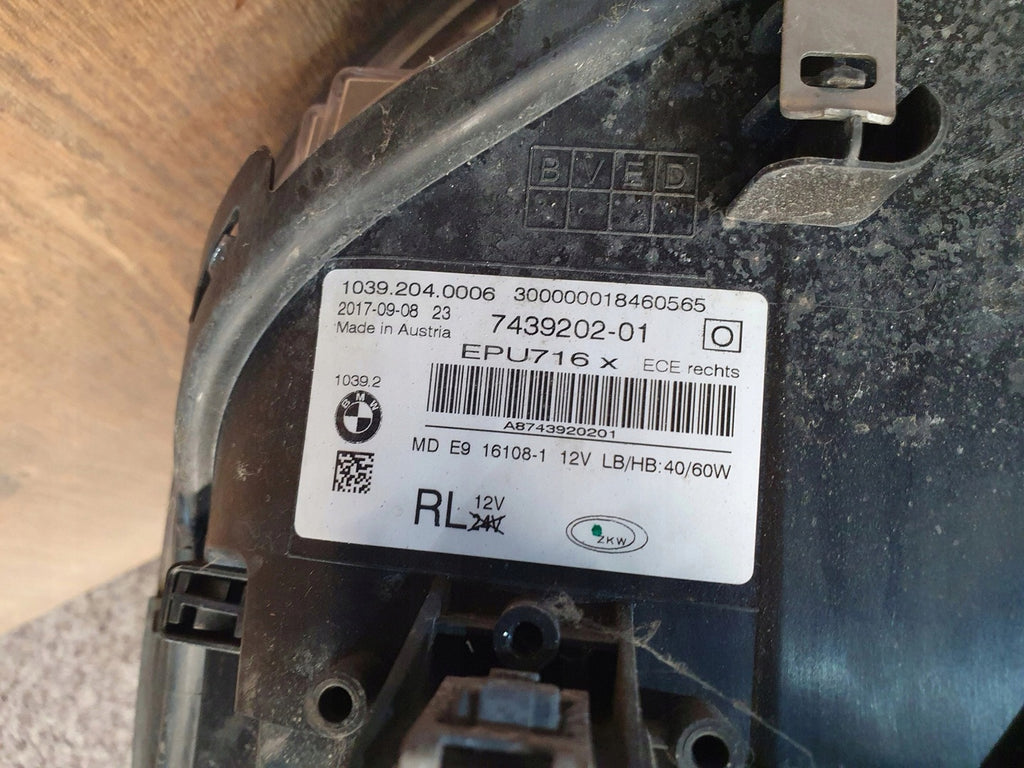 B V E D
1039.204.0006 300000018460565
2017-09-08 23 7439202-01 O
Made in Austria
EPU716 x ECE rechts
1039.2
BMW
A8743920201
MD E9 16108-1 12V LB/HB:40/60W
RL 12V
24V
ZKW